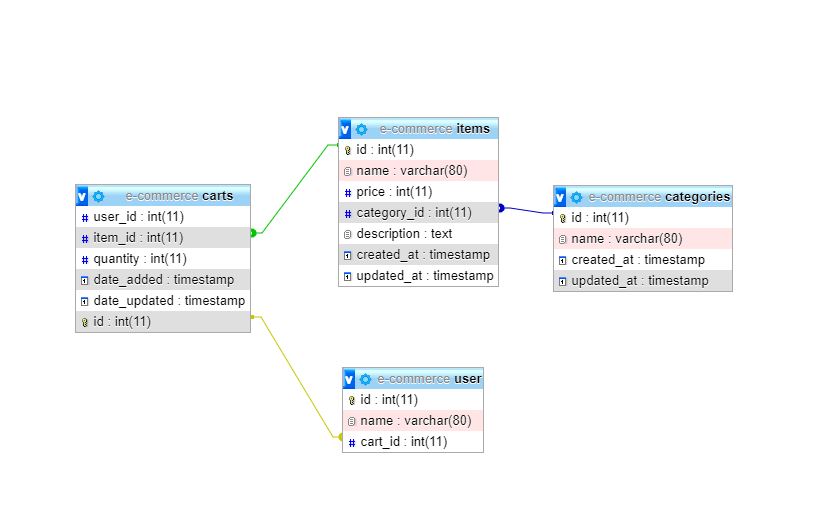 e-commerce items
id : int(11)
name : varchar(80)
price : int(11)
category_id : int(11)
description : text
created_at : timestamp
updated_at : timestamp
e-commerce carts
user_id : int(11)
item_id : int(11)
quantity : int(11)
date_added : timestamp
date_updated : timestamp
id : int(11)
e-commerce categories
id : int(11)
name : varchar(80)
created_at : timestamp
updated_at : timestamp
e-commerce user
id : int(11)
name : varchar(80)
cart_id : int(11)